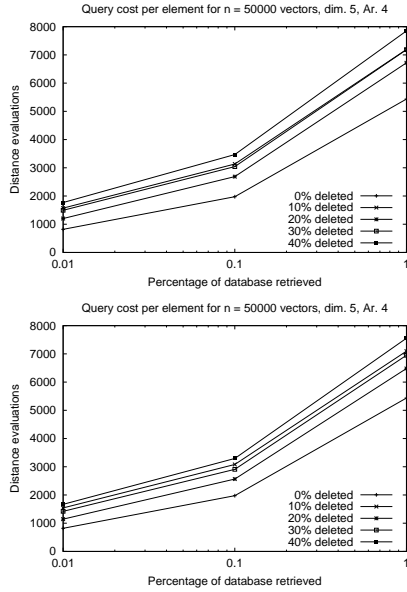 Query cost per element for n = 50000 vectors, dim. 5, Ar. 4
8000
7000
6000
5000
4000
3000
2000
1000
0
Distance evaluations
0% deleted
10% deleted
20% deleted
30% deleted
40% deleted
0.01
0.1
1
Percentage of database retrieved
Query cost per element for n = 50000 vectors, dim. 5, Ar. 4
8000
7000
6000
5000
4000
3000
2000
1000
0
Distance evaluations
0% deleted
10% deleted
20% deleted
30% deleted
40% deleted
0.01
0.1
1
Percentage of database retrieved